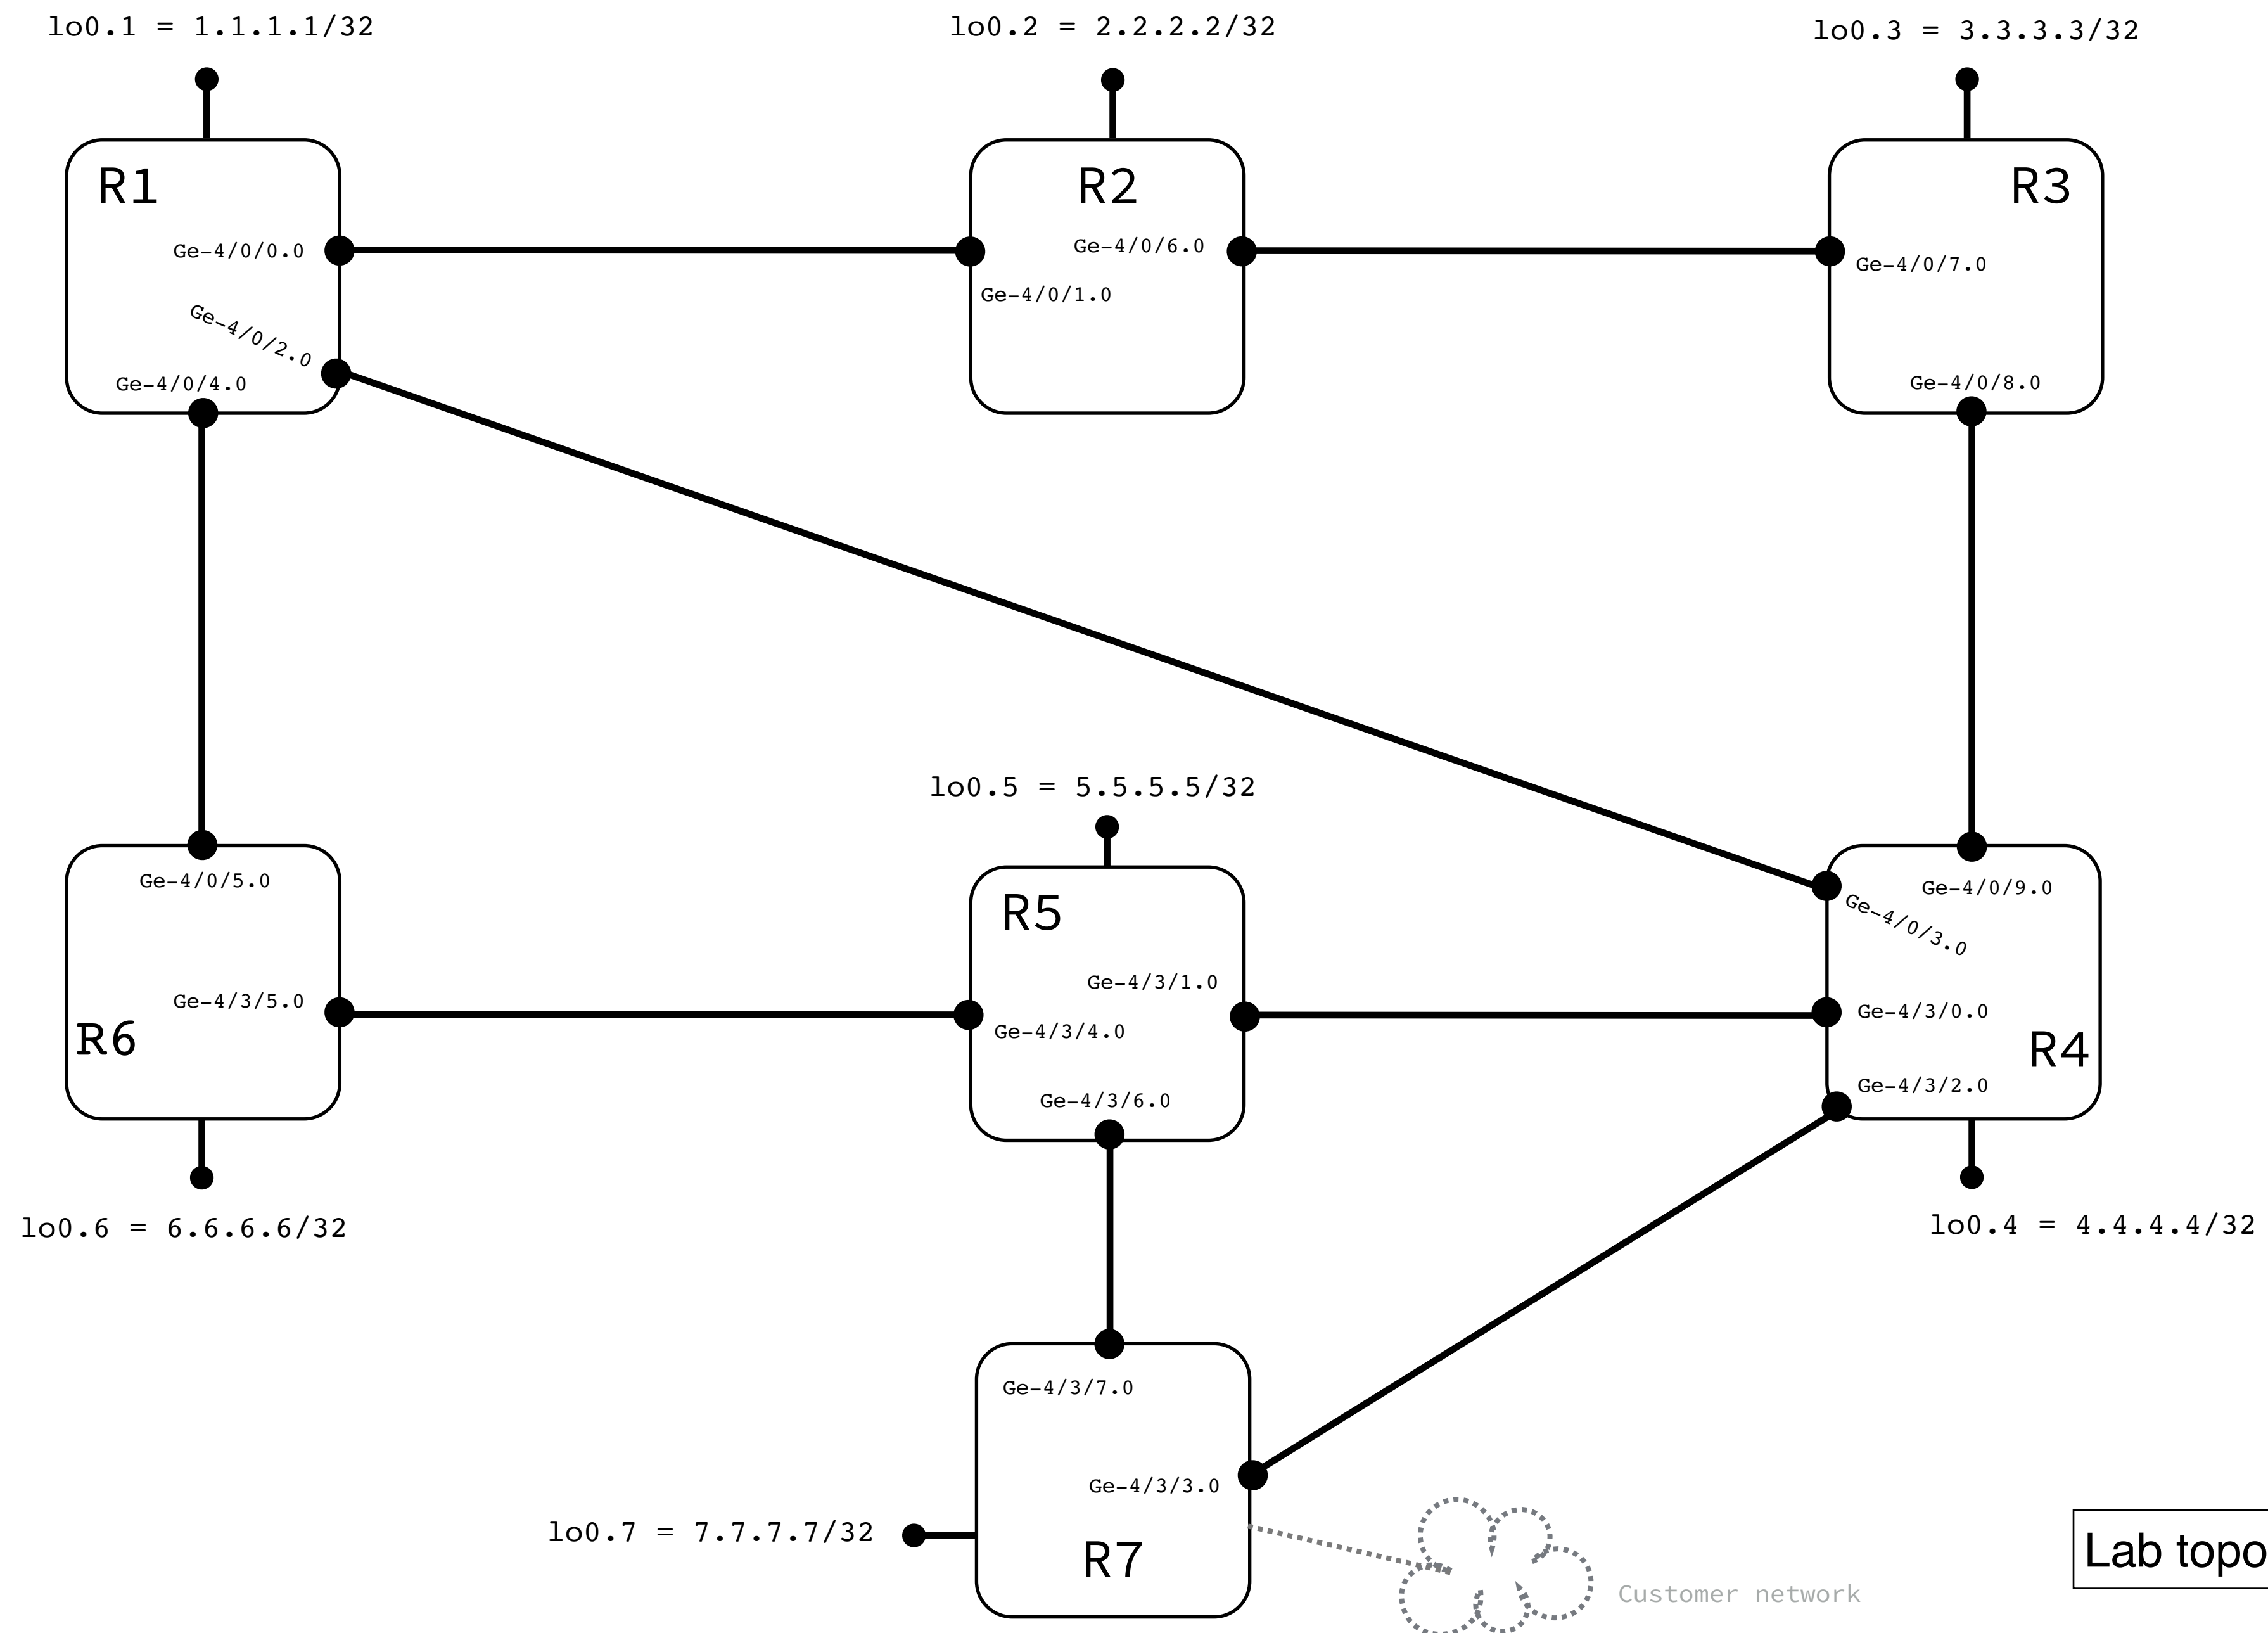 lo0.1 = 1.1.1.1/32
lo0.2 = 2.2.2.2/32
lo0.3 = 3.3.3.3/32
R1
R2
R3
Ge-4/0/0.0
Ge-4/0/6.0
Ge-4/0/7.0
Ge-4/0/1.0
Ge-4/0/2.0
Ge-4/0/4.0
Ge-4/0/8.0
lo0.5 = 5.5.5.5/32
Ge-4/0/5.0
R5
Ge-4/0/9.0
Ge-4/0/3.0
Ge-4/3/1.0
Ge-4/3/5.0
Ge-4/3/4.0
Ge-4/3/0.0
R6
R4
Ge-4/3/6.0
Ge-4/3/2.0
lo0.6 = 6.6.6.6/32
lo0.4 = 4.4.4.4/32
Ge-4/3/7.0
Ge-4/3/3.0
lo0.7 = 7.7.7.7/32
R7
Customer network
Lab topo